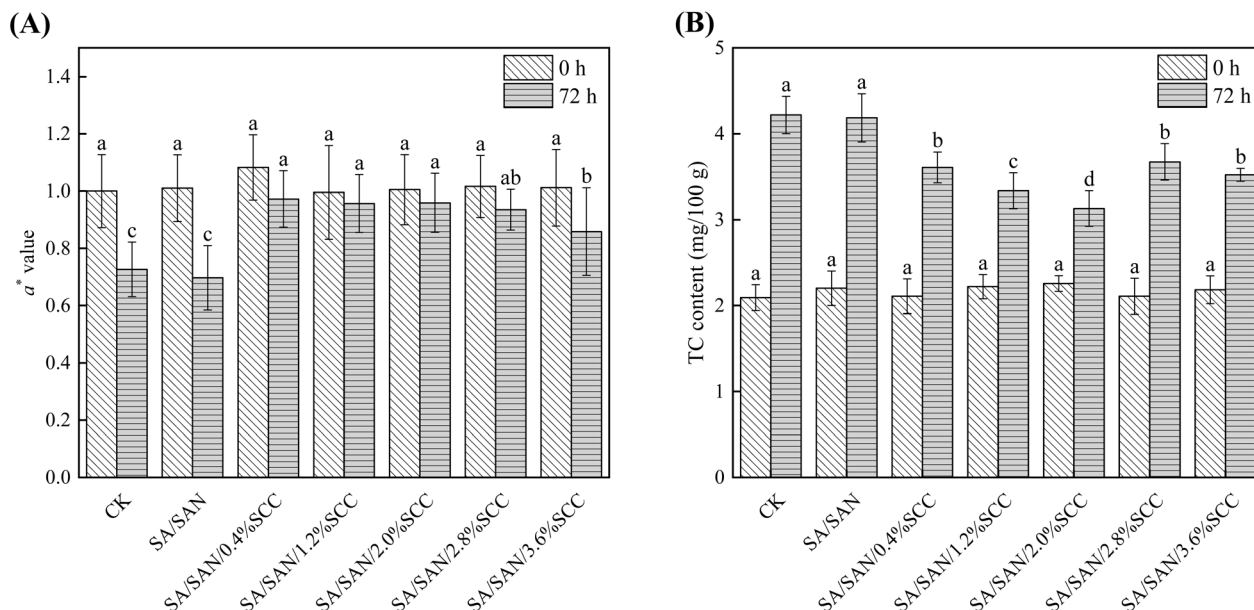 (A)
1.4
1.2
1.0
0.8
0.6
0.4
0.2
0.0
a* value
0 h
72 h
a
c
a
c
a
a
a
a
a
a
a
ab
a
b
CK
SA/SAN
SA/SAN/0.4%SCC
SA/SAN/1.2%SCC
SA/SAN/2.0%SCC
SA/SAN/2.8%SCC
SA/SAN/3.6%SCC
(B)
5
4
3
2
1
0
TC content (mg/100 g)
0 h
72 h
a
a
a
a
a
b
a
c
a
d
a
b
a
b
CK
SA/SAN
SA/SAN/0.4%SCC
SA/SAN/1.2%SCC
SA/SAN/2.0%SCC
SA/SAN/2.8%SCC
SA/SAN/3.6%SCC